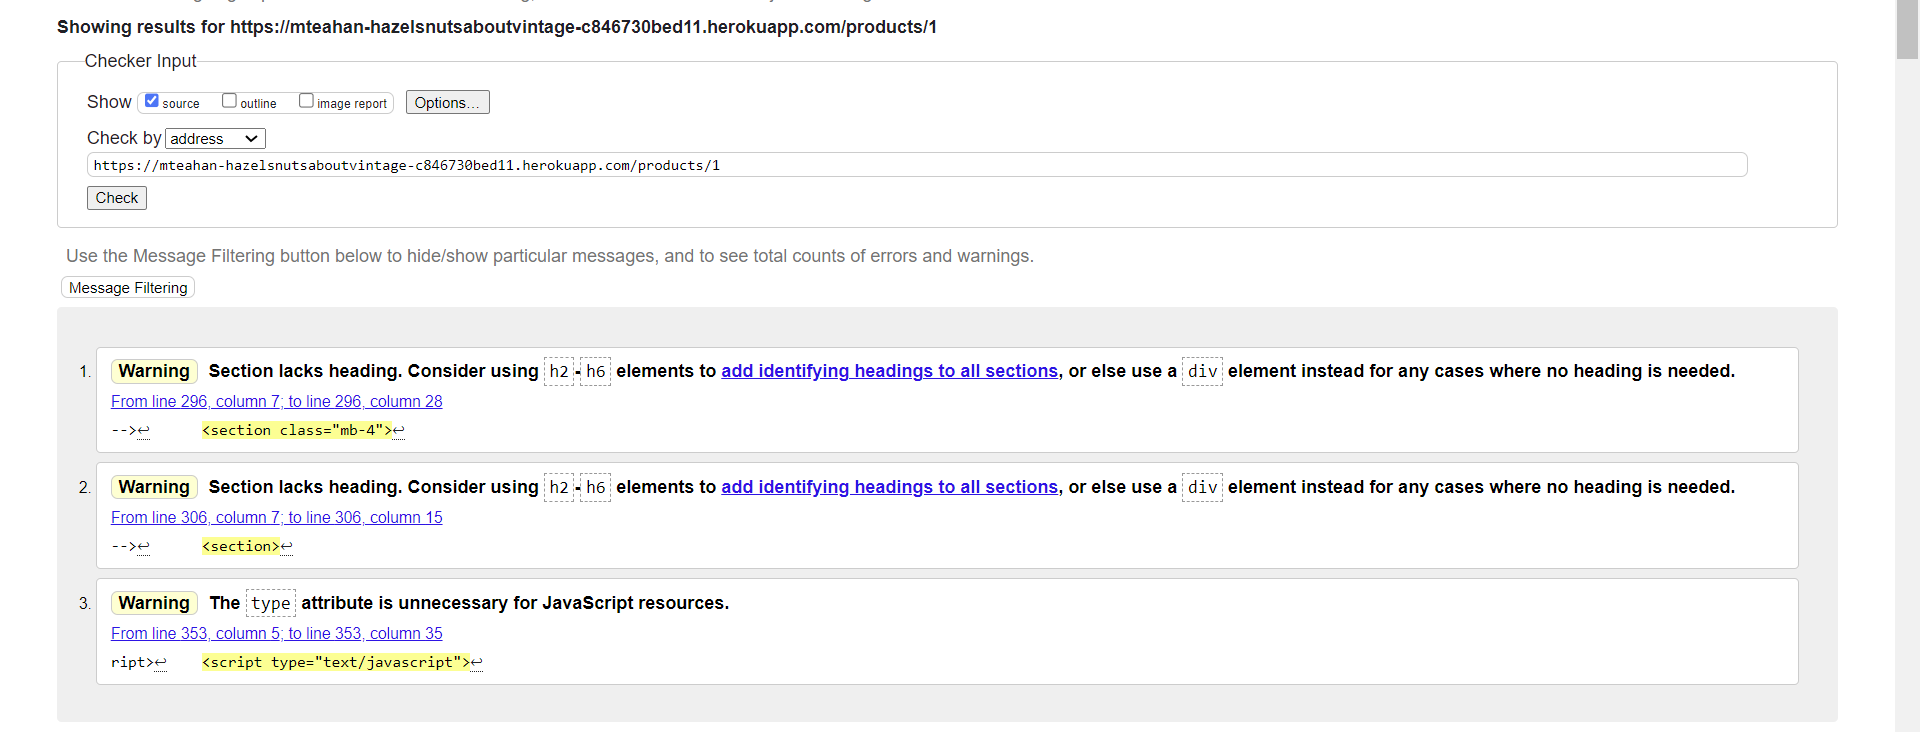 Showing results for https://mteahan-hazelsnutsaboutvintage-c846730bed11.herokuapp.com/products/1
Checker Input
Show source outline image report Options...
Check by address
https://mteahan-hazelsnutsaboutvintage-c846730bed11.herokuapp.com/products/1
Check
Use the Message Filtering button below to hide/show particular messages, and to see total counts of errors and warnings.
Message Filtering
1. Warning Section lacks heading. Consider using h2-h6 elements to add identifying headings to all sections, or else use a div element instead for any cases where no heading is needed.
From line 296, column 7; to line 296, column 28
-->↩ <section class="mb-4">↩
2. Warning Section lacks heading. Consider using h2-h6 elements to add identifying headings to all sections, or else use a div element instead for any cases where no heading is needed.
From line 306, column 7; to line 306, column 15
-->↩ <section>↩
3. Warning The type attribute is unnecessary for JavaScript resources.
From line 353, column 5; to line 353, column 35
ript>↩ <script type="text/javascript">↩